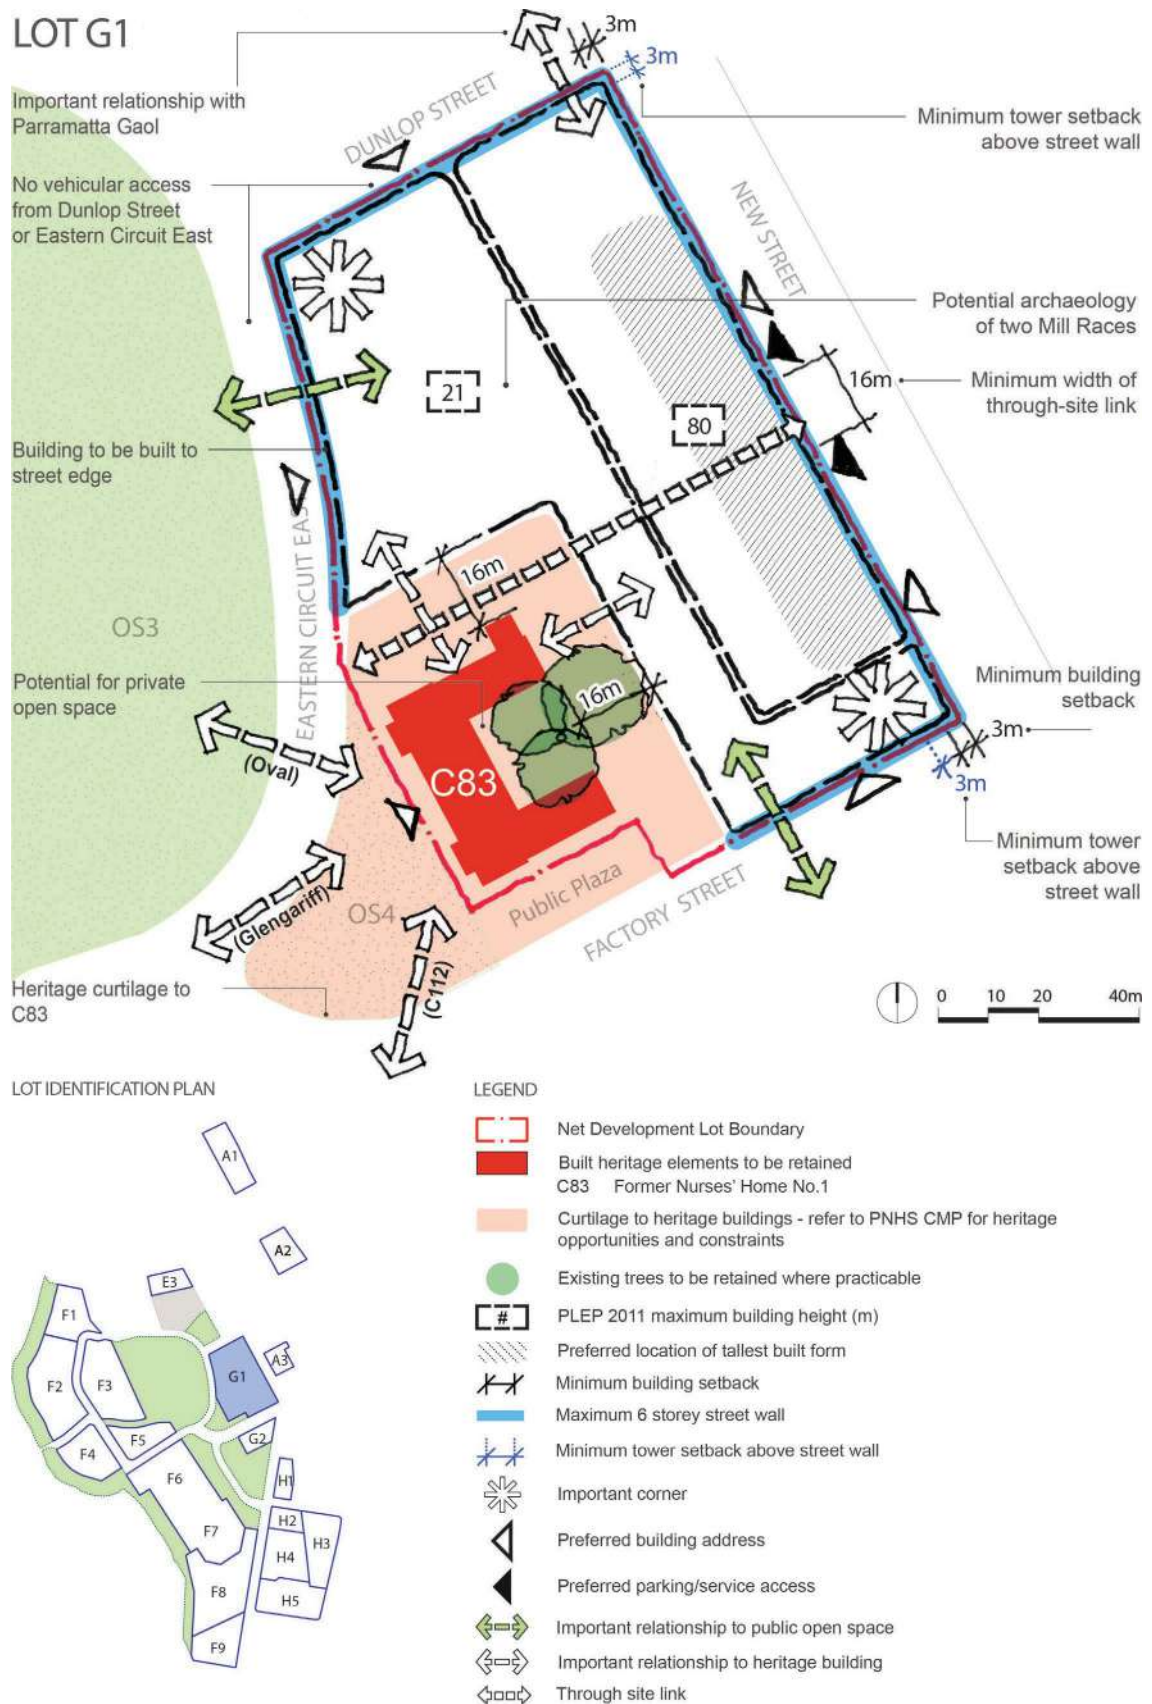 LOT G1
3m
3m
Important relationship with
Parramatta Gaol
DUNLOP STREET
Minimum tower setback
above street wall
No vehicular access
from Dunlop Street
or Eastern Circuit East
NEW STREET
Potential archaeology
of two Mill Races
21
16m
Minimum width of
through-site link
80
Building to be built to
street edge
EASTERN CIRCUIT EAST
16m
OS3
Potential for private
open space
16m
Minimum building
setback
3m
3m
(Oval)
C83
Minimum tower
setback above
street wall
Public Plaza
OS4
(Glengariff)
FACTORY STREET
(C112)
Heritage curtilage to
C83
0 10 20 40m
LOT IDENTIFICATION PLAN
A1
A2
E3
F1
A3
G1
F2
F3
F5
G2
F4
F6
H1
H2
F7
H3
H4
F8
H5
F9
LEGEND
Net Development Lot Boundary
Built heritage elements to be retained
C83 Former Nurses' Home No.1
Curtilage to heritage buildings - refer to PNHS CMP for heritage
opportunities and constraints
Existing trees to be retained where practicable
# PLEP 2011 maximum building height (m)
Preferred location of tallest built form
Minimum building setback
Maximum 6 storey street wall
Minimum tower setback above street wall
Important corner
Preferred building address
Preferred parking/service access
Important relationship to public open space
Important relationship to heritage building
Through site link